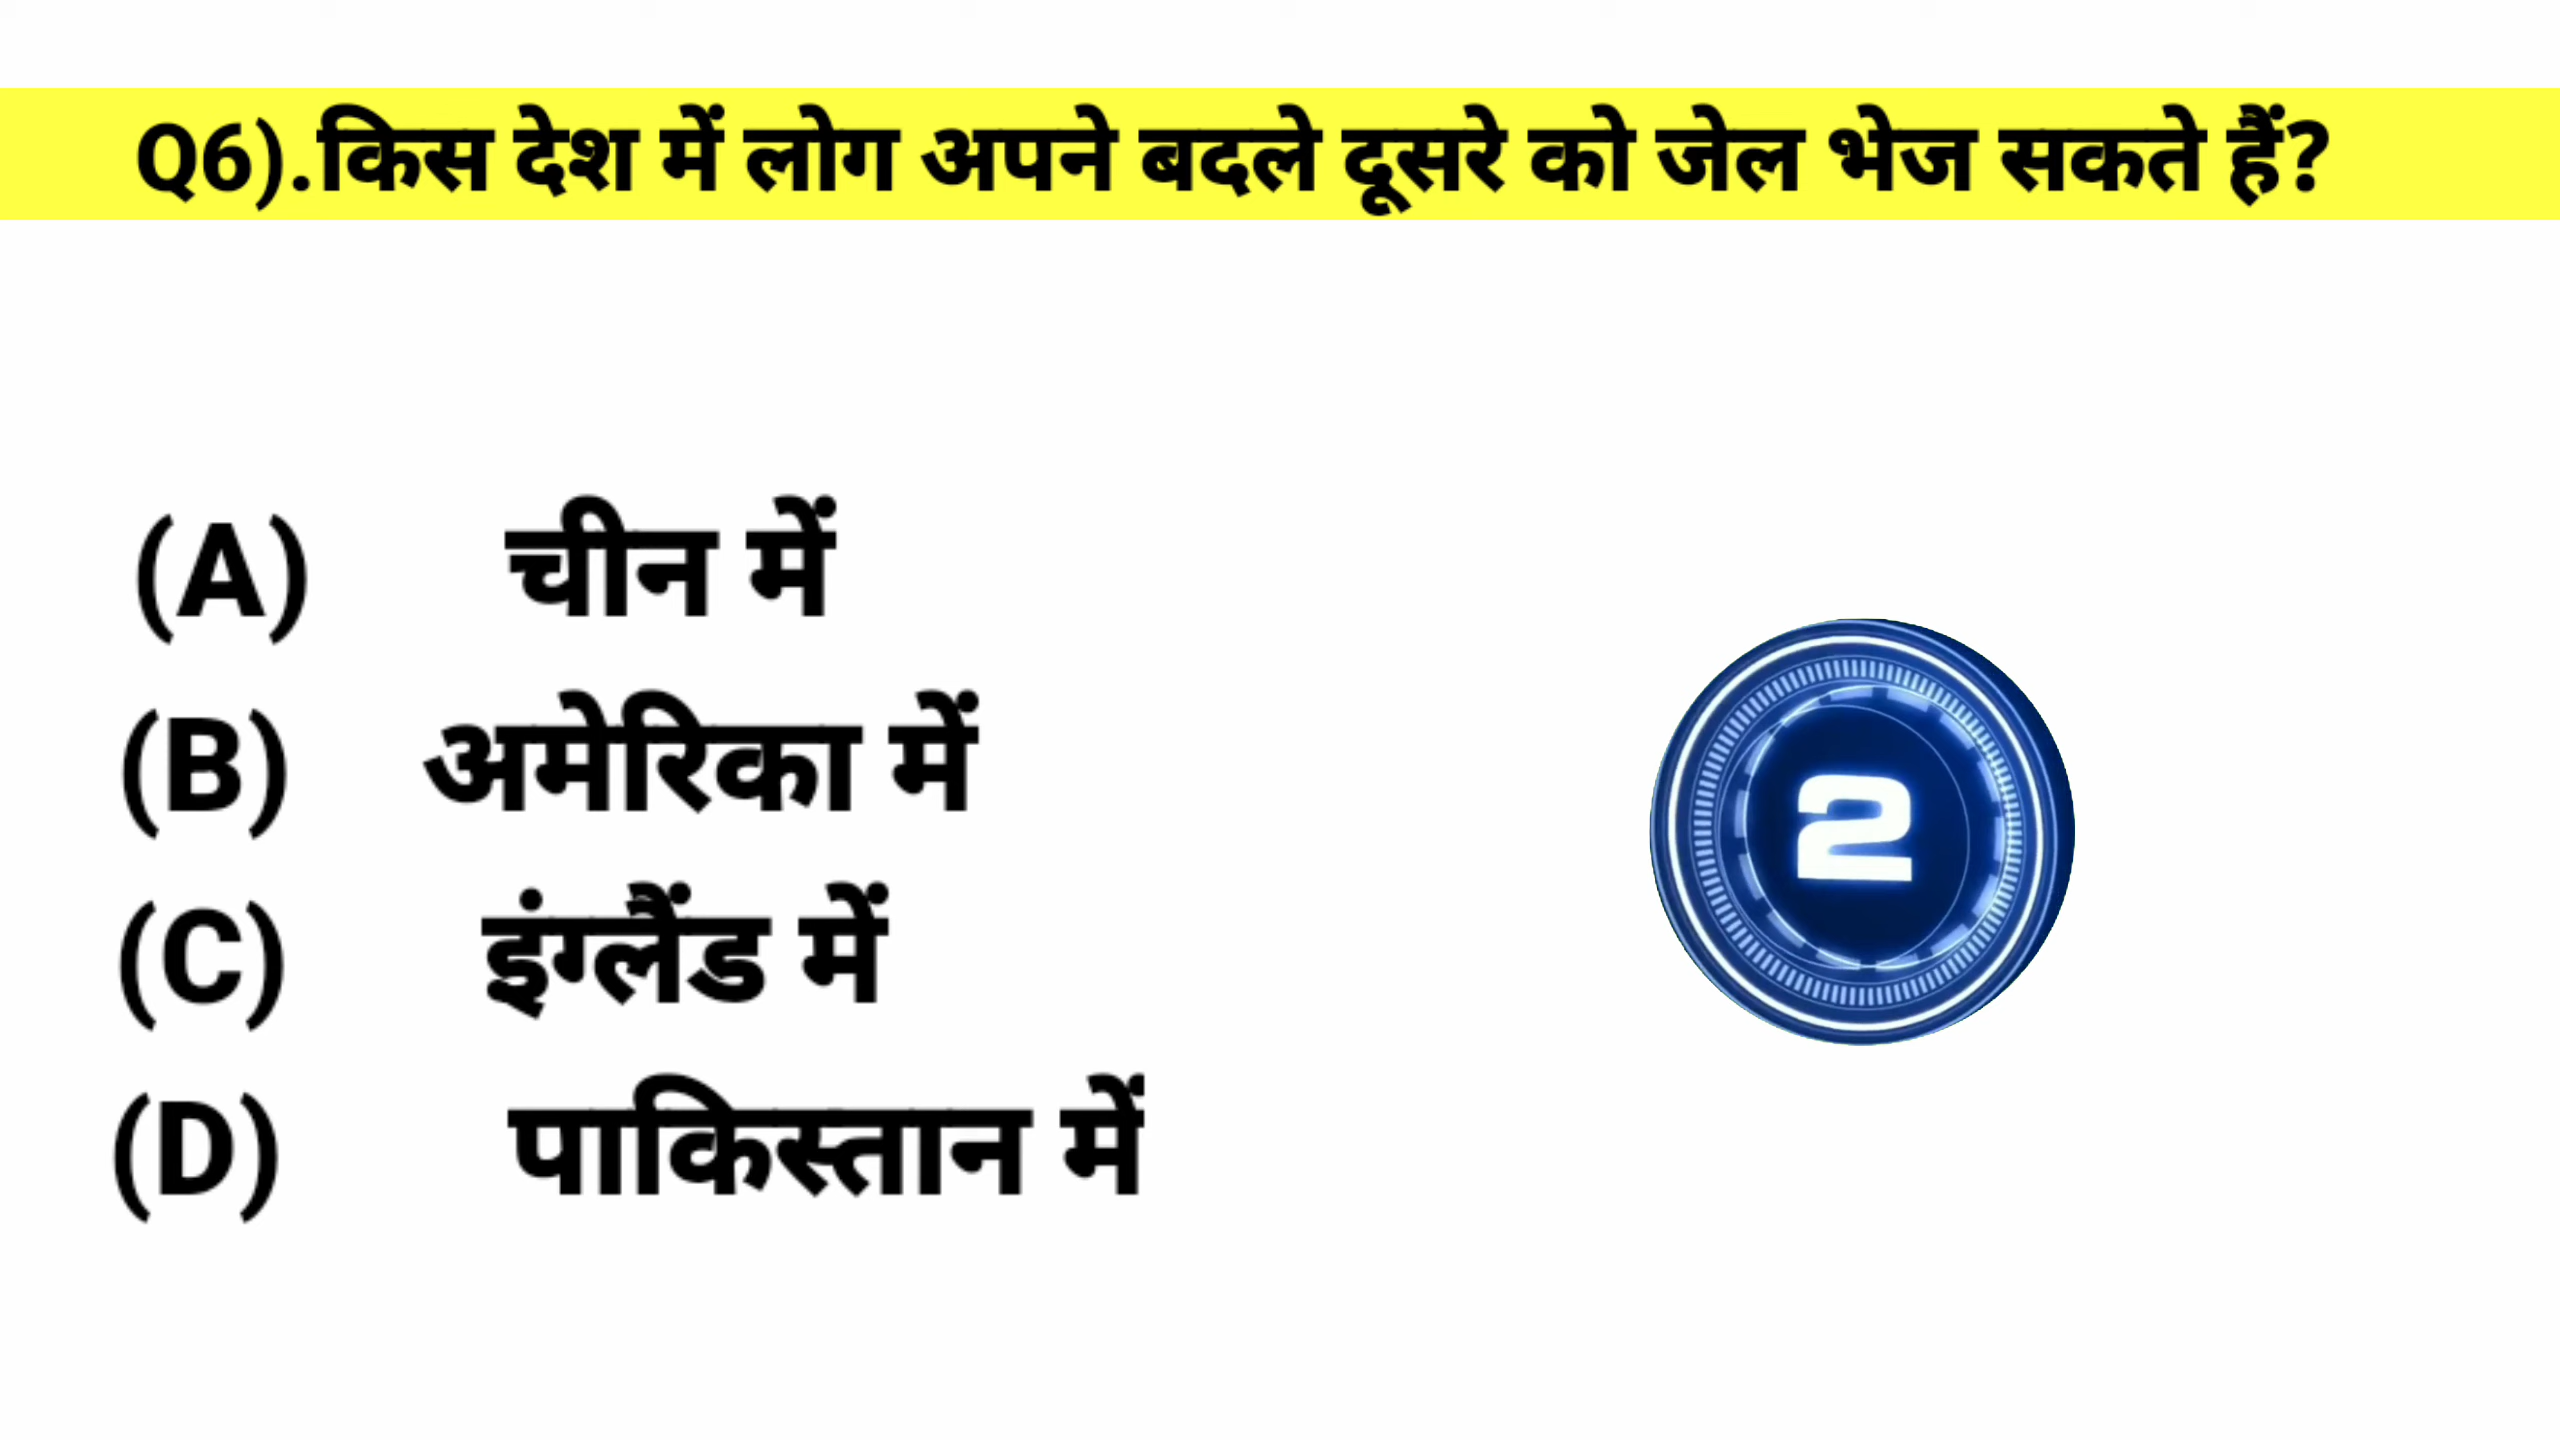 Q6).किस देश में लोग अपने बदले दूसरे को जेल भेज सकते हैं?
(A) चीन में
(B) अमेरिका में
(C) इंग्लैंड में
(D) पाकिस्तान में
2